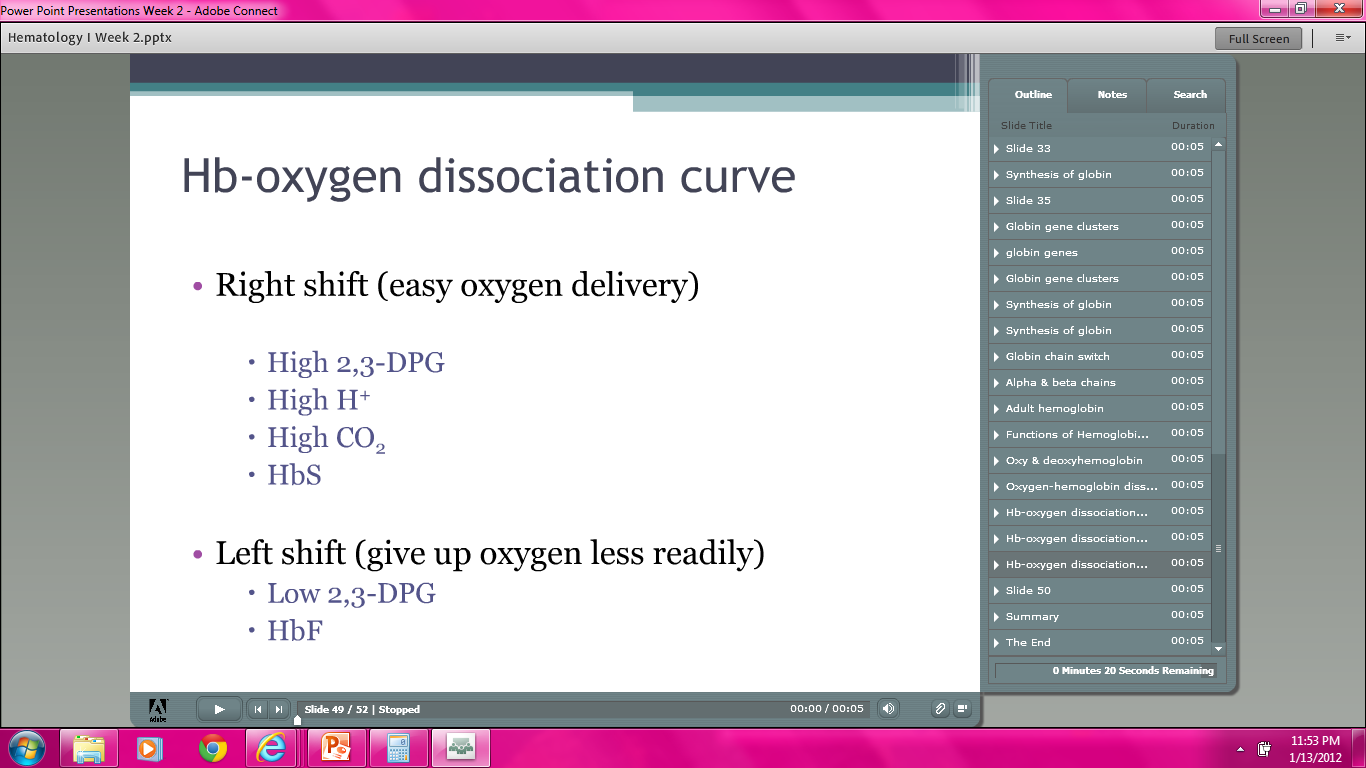 Power Point Presentations Week 2 - Adobe Connect
Hematology I Week 2.pptx
Full Screen
Hb-oxygen dissociation curve
• Right shift (easy oxygen delivery)
• High 2,3-DPG
• High H⁺
• High CO₂
• HbS
• Left shift (give up oxygen less readily)
• Low 2,3-DPG
• HbF
Outline Notes Search
Slide Title Duration
Slide 33 00:05
Synthesis of globin 00:05
Slide 35 00:05
Globin gene clusters 00:05
globin genes 00:05
Globin gene clusters 00:05
Synthesis of globin 00:05
Synthesis of globin 00:05
Globin chain switch 00:05
Alpha & beta chains 00:05
Adult hemoglobin 00:05
Functions of Hemoglobi... 00:05
Oxy & deoxyhemoglobin 00:05
Oxygen-hemoglobin diss... 00:05
Hb-oxygen dissociation... 00:05
Hb-oxygen dissociation... 00:05
Hb-oxygen dissociation... 00:05
Slide 50 00:05
Summary 00:05
The End 00:05
0 Minutes 20 Seconds Remaining
Adobe
Slide 49 / 52 | Stopped
00:00 / 00:05
11:53 PM
1/13/2012